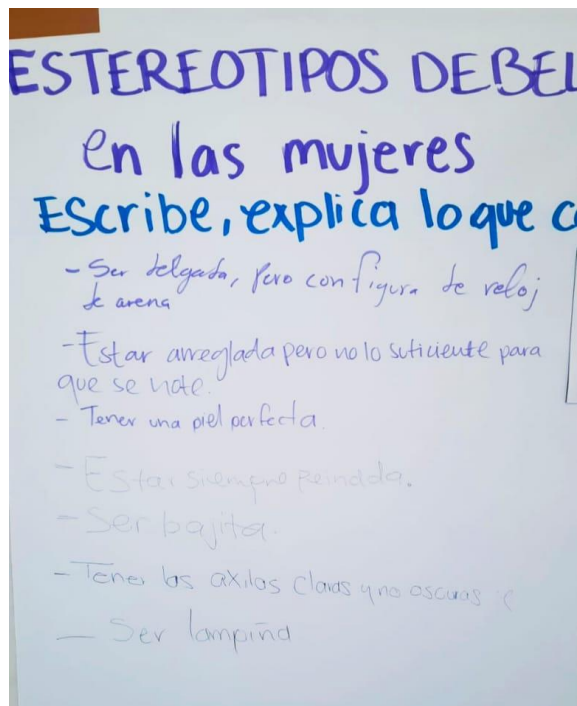 ESTEREOTIPOS DE BEL
en las mujeres
Escribe, explica lo que c
- Ser delgada, pero con figura de reloj
de arena
- Estar arreglada pero no lo suficiente para
que se note.
- Tener una piel perfecta.
- Estar siempre peinada.
- Ser bajita.
- Tener las axilas claras y no oscuras
- Ser lampiña